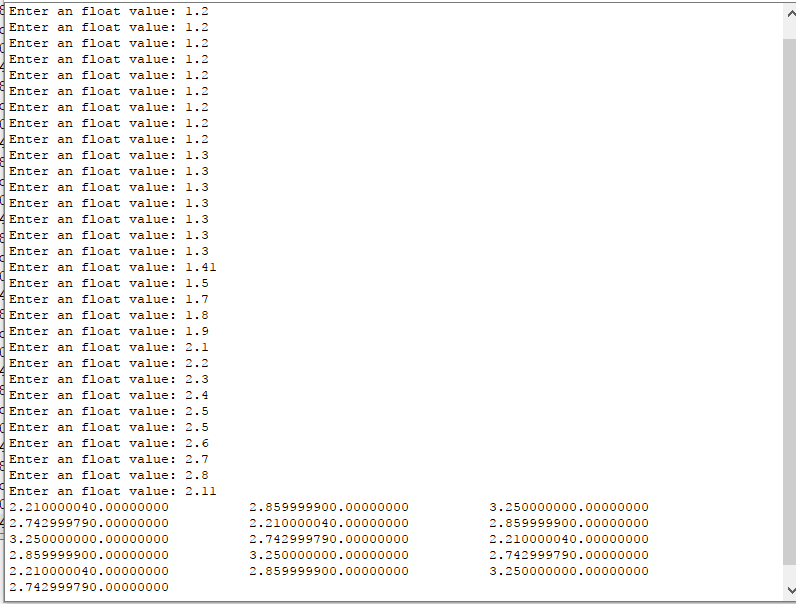 Enter an float value: 1.2
Enter an float value: 1.2
Enter an float value: 1.2
Enter an float value: 1.2
Enter an float value: 1.2
Enter an float value: 1.2
Enter an float value: 1.2
Enter an float value: 1.2
Enter an float value: 1.2
Enter an float value: 1.3
Enter an float value: 1.3
Enter an float value: 1.3
Enter an float value: 1.3
Enter an float value: 1.3
Enter an float value: 1.3
Enter an float value: 1.3
Enter an float value: 1.41
Enter an float value: 1.5
Enter an float value: 1.7
Enter an float value: 1.8
Enter an float value: 1.9
Enter an float value: 2.1
Enter an float value: 2.2
Enter an float value: 2.3
Enter an float value: 2.4
Enter an float value: 2.5
Enter an float value: 2.5
Enter an float value: 2.6
Enter an float value: 2.7
Enter an float value: 2.8
Enter an float value: 2.11
2.210000040.00000000 2.859999900.00000000 3.250000000.00000000
2.742999790.00000000 2.210000040.00000000 2.859999900.00000000
3.250000000.00000000 2.742999790.00000000 2.210000040.00000000
2.859999900.00000000 3.250000000.00000000 2.742999790.00000000
2.210000040.00000000 2.859999900.00000000 3.250000000.00000000
2.742999790.00000000